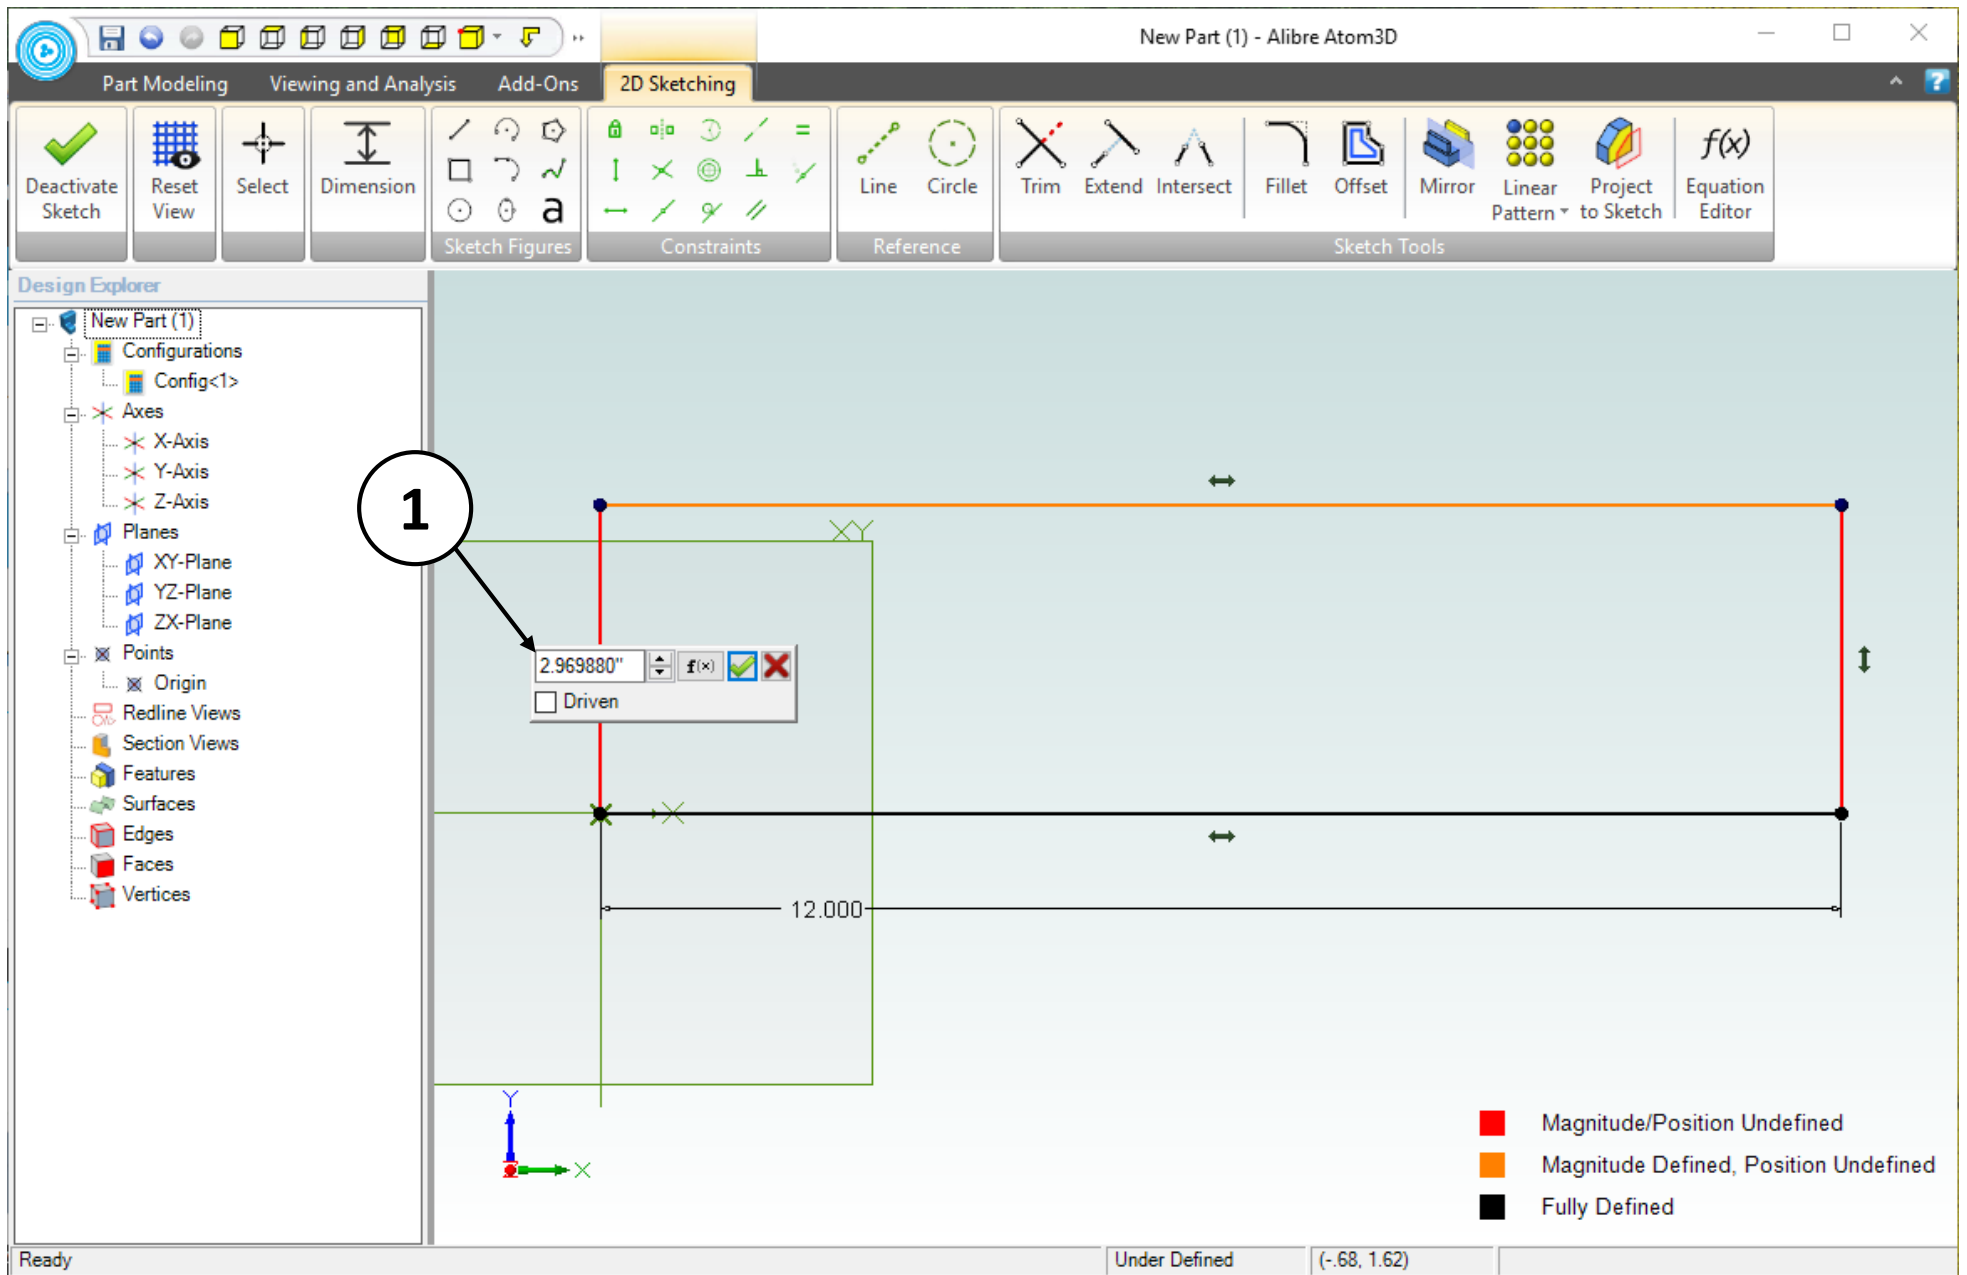 New Part (1) - Alibre Atom3D
Part Modeling Viewing and Analysis Add-Ons 2D Sketching
Deactivate Sketch
Reset View
Select
Dimension
a
Sketch Figures
Constraints
Line
Circle
Reference
Trim
Extend
Intersect
Fillet
Offset
Mirror
Linear Pattern
Project to Sketch
f(x)
Equation Editor
Sketch Tools
Design Explorer
New Part (1)
Configurations
Config<1>
Axes
X-Axis
Y-Axis
Z-Axis
Planes
XY-Plane
YZ-Plane
ZX-Plane
Points
Origin
Redline Views
Section Views
Features
Surfaces
Edges
Faces
Vertices
1
XY
2.969880" f(x)
Driven
X
12.000
Y
X
Magnitude/Position Undefined
Magnitude Defined, Position Undefined
Fully Defined
Ready
Under Defined
(-.68, 1.62)